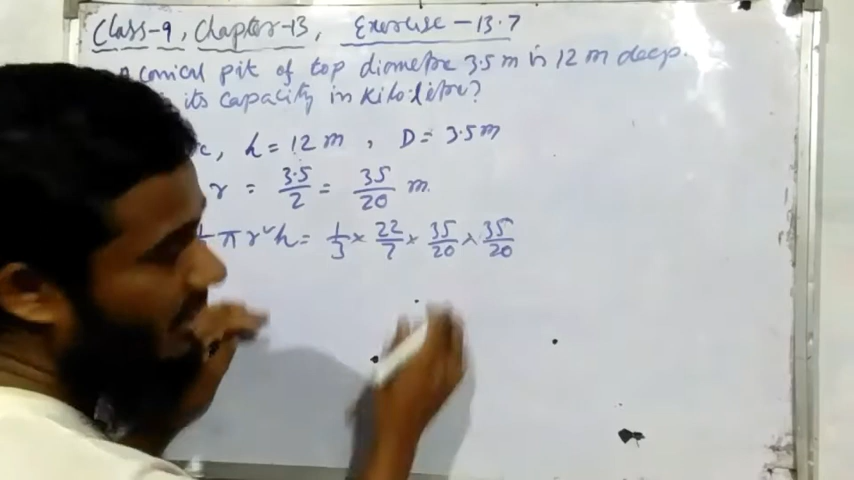 Class-9, Chapter-13, Exercise-13.7
A conical pit of top diametre 3.5 m is 12 m deep.
its capacity in kilolitre?
h = 12 m, D = 3.5 m
r = 3.5/2 = 35/20 m.
πr²h = 1/3 × 22/7 × 35/20 × 35/20